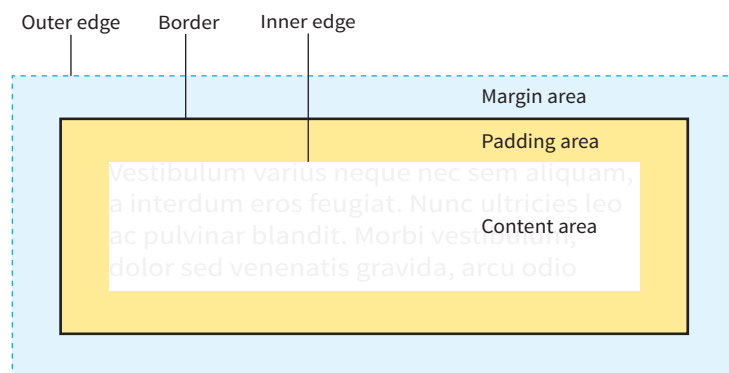 Outer edge Border Inner edge
Margin area
Padding area
Vestibulum varius neque nec sem aliquam,
a interdum eros feugiat. Nunc ultricies leo
Content area
ac pulvinar blandit. Morbi vestibulum,
dolor sed venenatis gravida, arcu odio